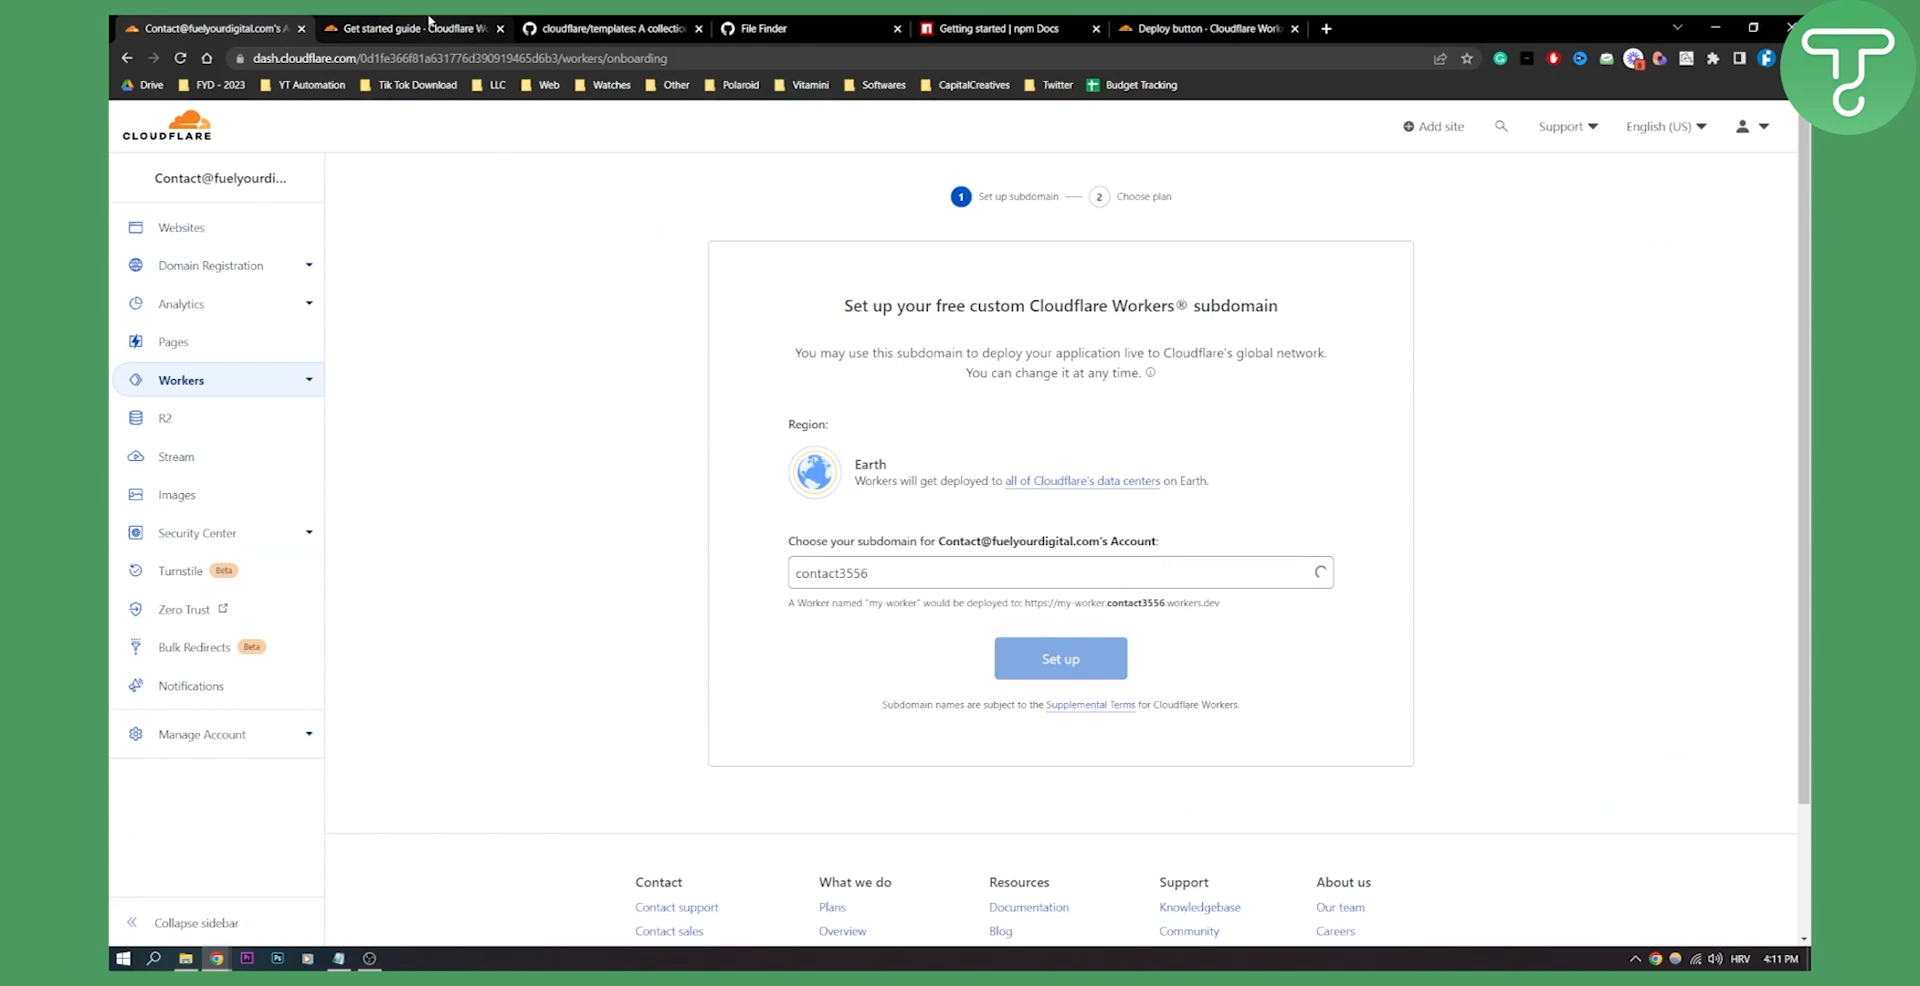 Contact@fuelyourdigital.com's A
Get started guide · Cloudflare Wo
cloudflare/templates: A collectio
File Finder
Getting started | npm Docs
Deploy button · Cloudflare Work
dash.cloudflare.com/0d1fe366f81a631776d390919465d6b3/workers/onboarding
Drive
FYD - 2023
YT Automation
Tik Tok Download
LLC
Web
Watches
Other
Polaroid
Vitamini
Softwares
CapitalCreatives
Twitter
Budget Tracking
CLOUDFLARE
Add site
Support
English (US)
Contact@fuelyourdi...
Websites
Domain Registration
Analytics
Pages
Workers
R2
Stream
Images
Security Center
Turnstile Beta
Zero Trust
Bulk Redirects Beta
Notifications
Manage Account
Collapse sidebar
1 Set up subdomain — 2 Choose plan
Set up your free custom Cloudflare Workers® subdomain
You may use this subdomain to deploy your application live to Cloudflare's global network.
You can change it at any time.
Region:
Earth
Workers will get deployed to all of Cloudflare's data centers on Earth.
Choose your subdomain for Contact@fuelyourdigital.com's Account:
contact3556
A Worker named "my-worker" would be deployed to: https://my-worker.contact3556.workers.dev
Set up
Subdomain names are subject to the Supplemental Terms for Cloudflare Workers.
Contact
Contact support
Contact sales
What we do
Plans
Overview
Resources
Documentation
Blog
Support
Knowledgebase
Community
About us
Our team
Careers
HRV
4:11 PM